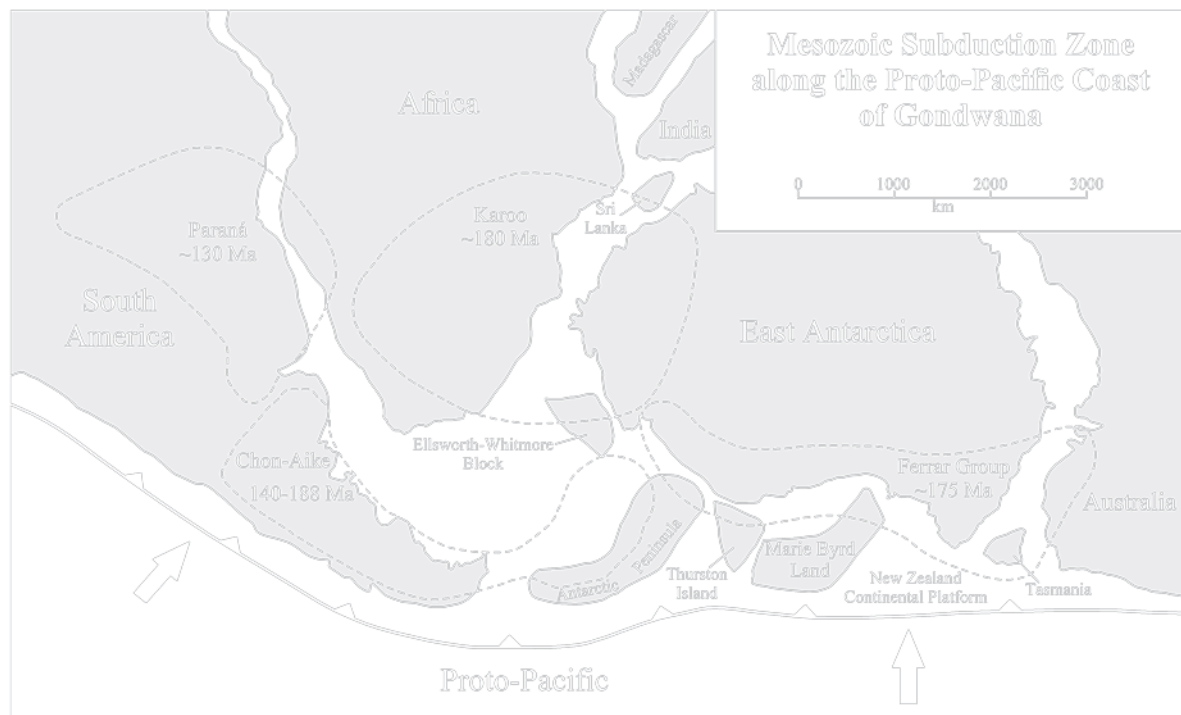 Mesozoic Subduction Zone
along the Proto-Pacific Coast
of Gondwana
0 1000 2000 3000
km
Madagascar
Africa
India
Sri
Lanka
Karoo
~180 Ma
Paraná
~130 Ma
South
America
East Antarctica
Ellsworth-Whitmore
Block
Chon-Aike
140-188 Ma
Ferrar Group
~175 Ma
Australia
Antarctic
Peninsula
Thurston
Island
Marie Byrd
Land
New Zealand
Continental Platform
Tasmania
Proto-Pacific